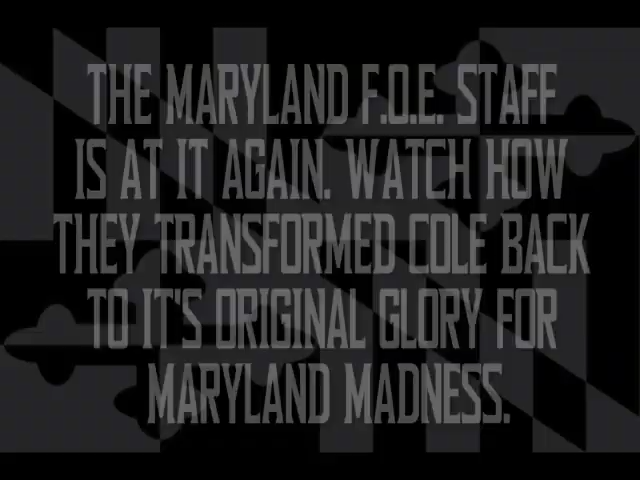 THE MARYLAND F.O.E. STAFF
IS AT IT AGAIN. WATCH HOW
THEY TRANSFORMED COLE BACK
TO IT'S ORIGINAL GLORY FOR
MARYLAND MADNESS.